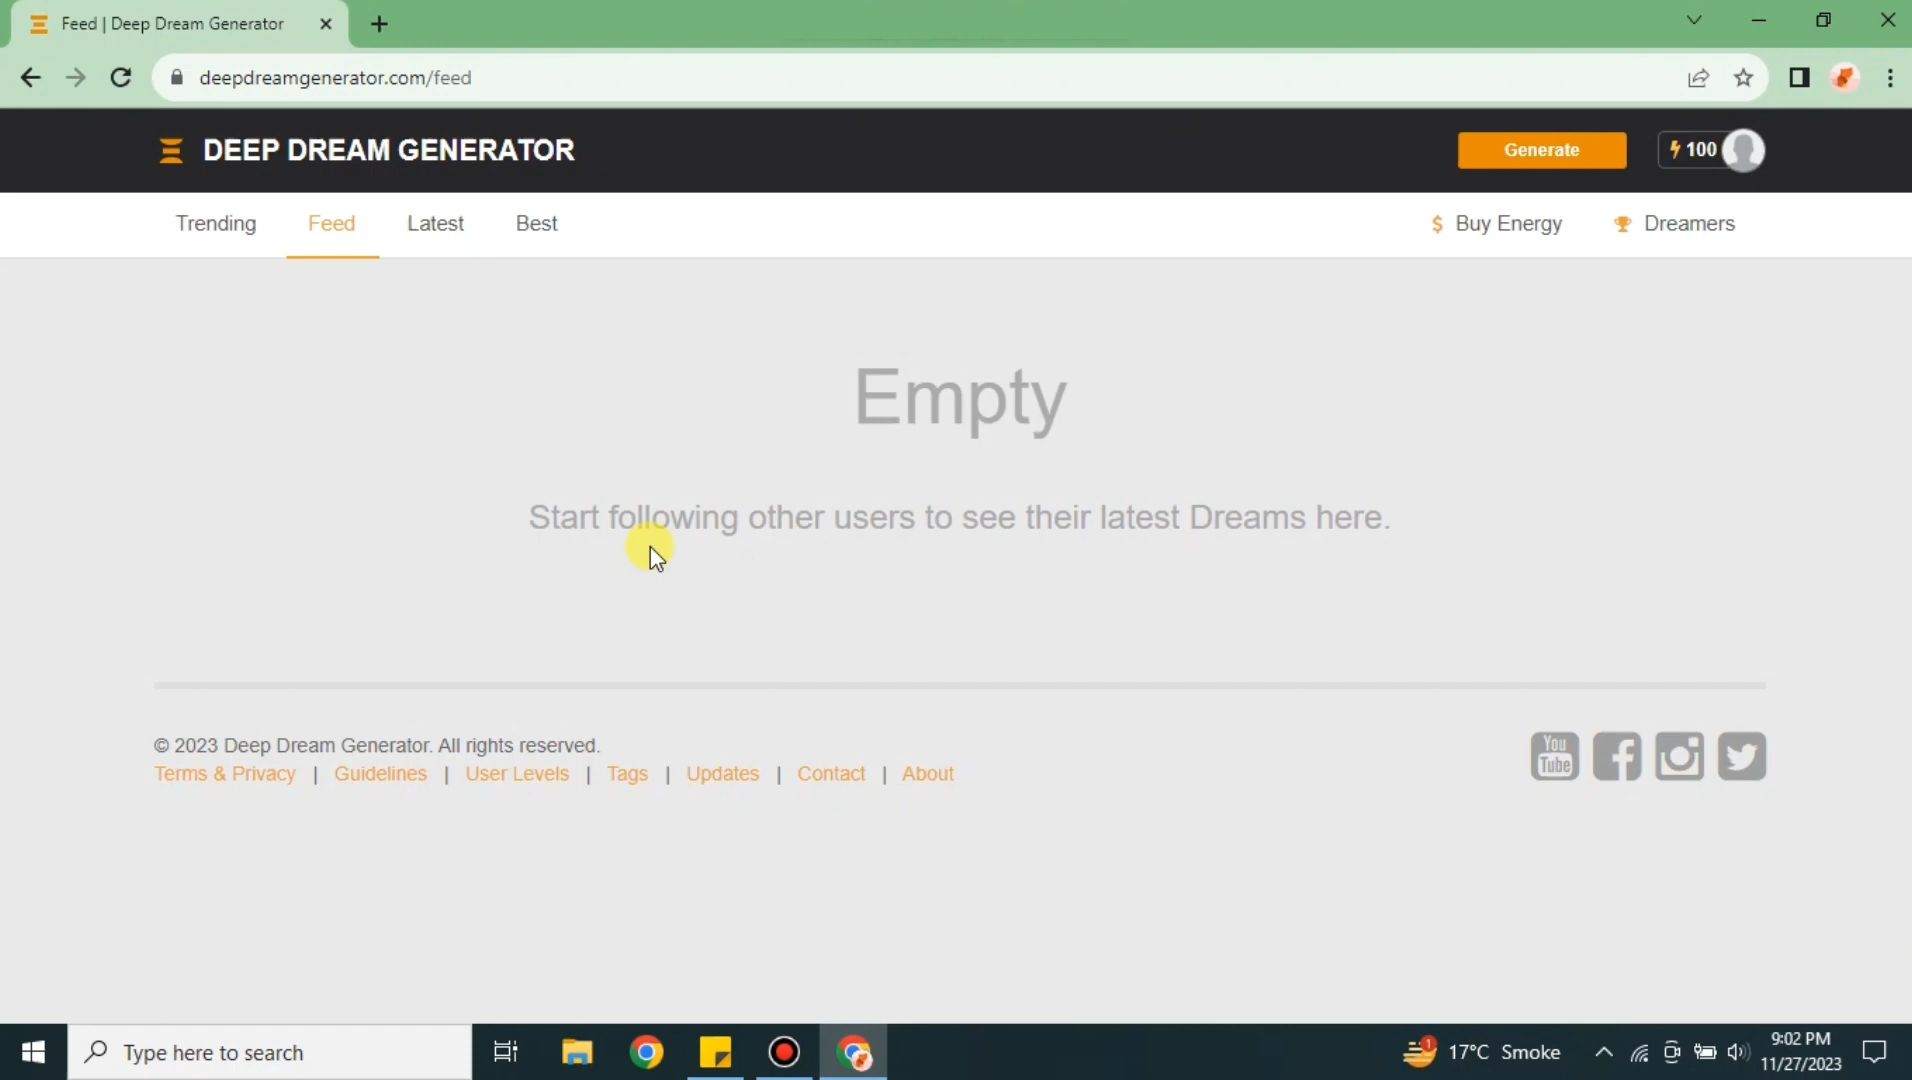 Feed | Deep Dream Generator
deepdreamgenerator.com/feed
DEEP DREAM GENERATOR
Generate
100
Trending
Feed
Latest
Best
$ Buy Energy
Dreamers
Empty
Start following other users to see their latest Dreams here.
© 2023 Deep Dream Generator. All rights reserved.
Terms & Privacy | Guidelines | User Levels | Tags | Updates | Contact | About
You
Tube
Type here to search
1
17°C Smoke
9:02 PM
11/27/2023